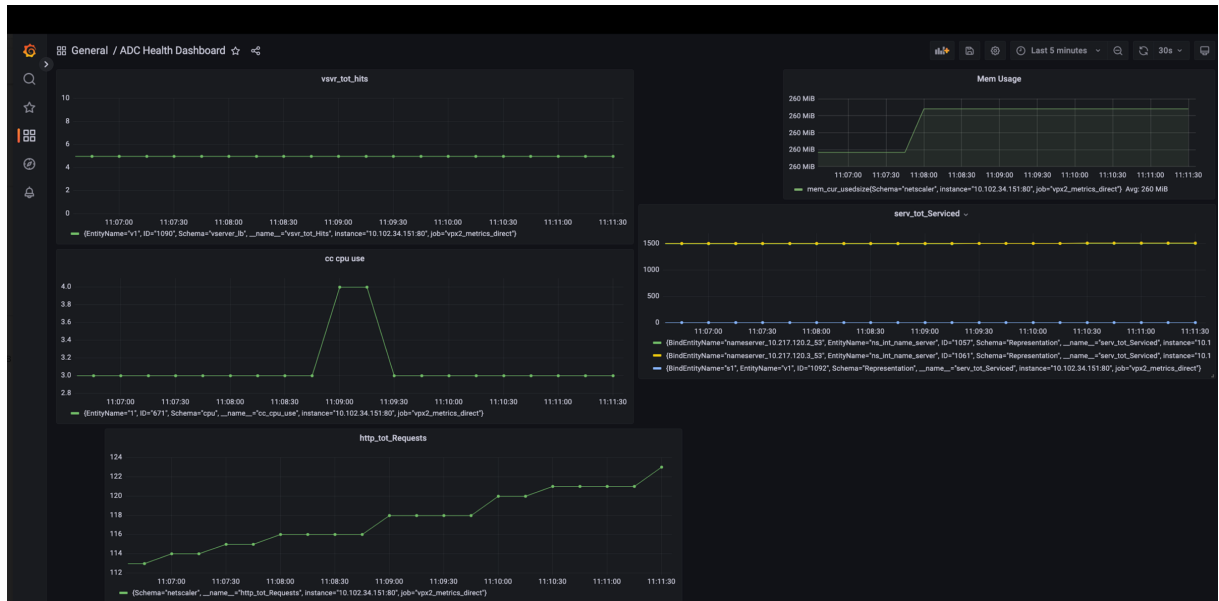 General / ADC Health Dashboard
Last 5 minutes
30s
vsvr_tot_hits
10
8
6
4
2
0
11:07:00 11:07:30 11:08:00 11:08:30 11:09:00 11:09:30 11:10:00 11:10:30 11:11:00 11:11:30
{EntityName="v1", ID="1090", Schema="vserver_lb", __name__="vsvr_tot_Hits", instance="10.102.34.151:80", job="vpx2_metrics_direct"}
Mem Usage
260 MiB
260 MiB
260 MiB
260 MiB
260 MiB
11:07:00 11:07:30 11:08:00 11:08:30 11:09:00 11:09:30 11:10:00 11:10:30 11:11:00 11:11:30
mem_cur_usedsize{Schema="netscaler", instance="10.102.34.151:80", job="vpx2_metrics_direct"} Avg: 260 MiB
serv_tot_Serviced
1500
1000
500
0
11:07:00 11:07:30 11:08:00 11:08:30 11:09:00 11:09:30 11:10:00 11:10:30 11:11:00 11:11:30
{BindEntityName="nameserver_10.217.120.2_53", EntityName="ns_int_name_server", ID="1057", Schema="Representation", __name__="serv_tot_Serviced", instance="10.1
{BindEntityName="nameserver_10.217.120.3_53", EntityName="ns_int_name_server", ID="1061", Schema="Representation", __name__="serv_tot_Serviced", instance="10.1
{BindEntityName="s1", EntityName="v1", ID="1092", Schema="Representation", __name__="serv_tot_Serviced", instance="10.102.34.151:80", job="vpx2_metrics_direct"}
cc cpu use
4.0
3.8
3.6
3.4
3.2
3.0
2.8
11:07:00 11:07:30 11:08:00 11:08:30 11:09:00 11:09:30 11:10:00 11:10:30 11:11:00 11:11:30
{EntityName="1", ID="671", Schema="cpu", __name__="cc_cpu_use", instance="10.102.34.151:80", job="vpx2_metrics_direct"}
http_tot_Requests
124
122
120
118
116
114
112
11:07:00 11:07:30 11:08:00 11:08:30 11:09:00 11:09:30 11:10:00 11:10:30 11:11:00 11:11:30
{Schema="netscaler", __name__="http_tot_Requests", instance="10.102.34.151:80", job="vpx2_metrics_direct"}